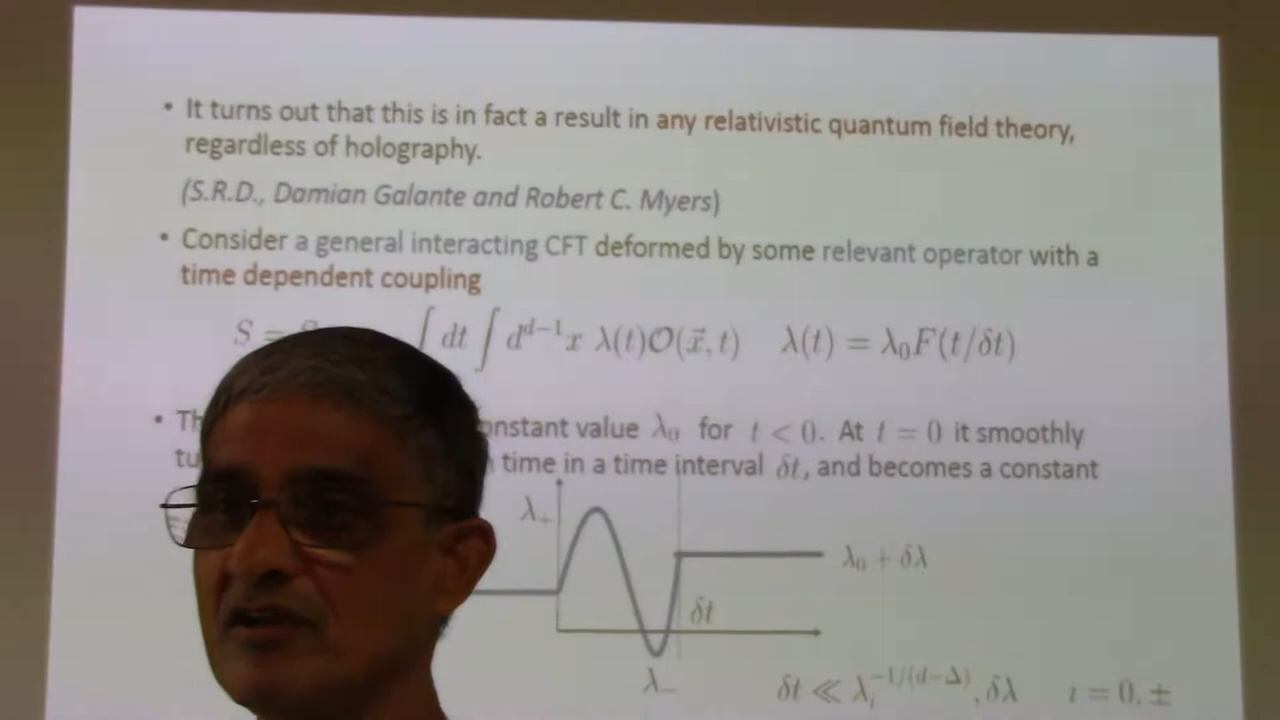 • It turns out that this is in fact a result in any relativistic quantum field theory,
regardless of holography.
(S.R.D., Damian Galante and Robert C. Myers)
• Consider a general interacting CFT deformed by some relevant operator with a
time dependent coupling
S = ∫ dt ∫ d^{d−1}x λ(t)O(x⃗, t)   λ(t) = λ₀F(t/δt)
• value λ₀ for t < 0. At t = 0 it smoothly
time in a time interval δt, and becomes a constant
λ₊
λ₀ + δλ
δt
λ₋
δt ≪ λᵢ^{−1/(d−Δ)}, δλ   i = 0, ±